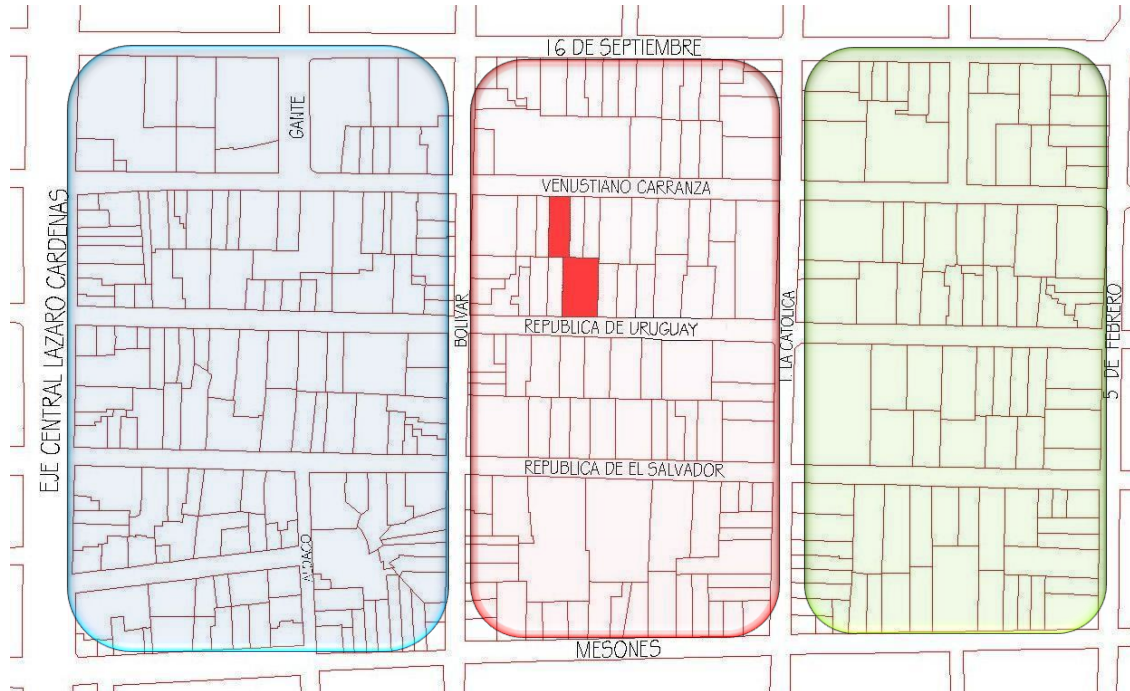 16 DE SEPTIEMBRE
GANTE
VENUSTIANO CARRANZA
EJE CENTRAL LAZARO CARDENAS
BOLIVAR
REPUBLICA DE URUGUAY
I. LA CATOLICA
5 DE FEBRERO
REPUBLICA DE EL SALVADOR
ALDACO
MESONES